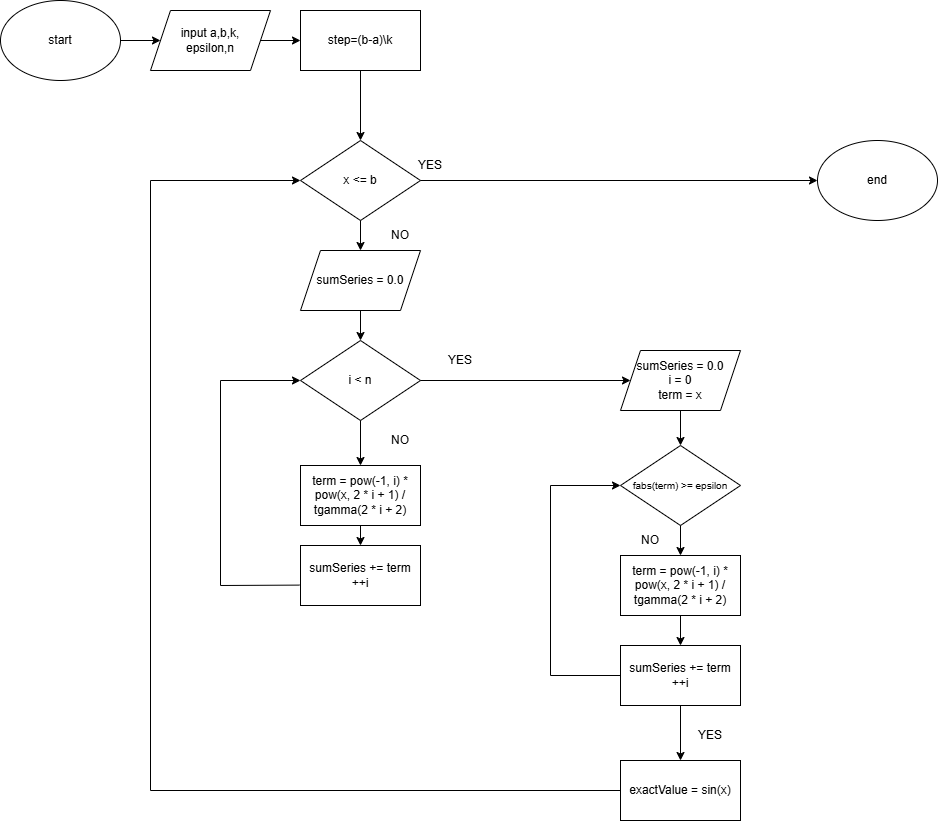 start
input a,b,k,
epsilon,n
step=(b-a)\k
x <= b
YES
end
NO
sumSeries = 0.0
i < n
YES
sumSeries = 0.0
i = 0
term = x
NO
term = pow(-1, i) *
pow(x, 2 * i + 1) /
tgamma(2 * i + 2)
sumSeries += term
++i
fabs(term) >= epsilon
NO
term = pow(-1, i) *
pow(x, 2 * i + 1) /
tgamma(2 * i + 2)
sumSeries += term
++i
YES
exactValue = sin(x)